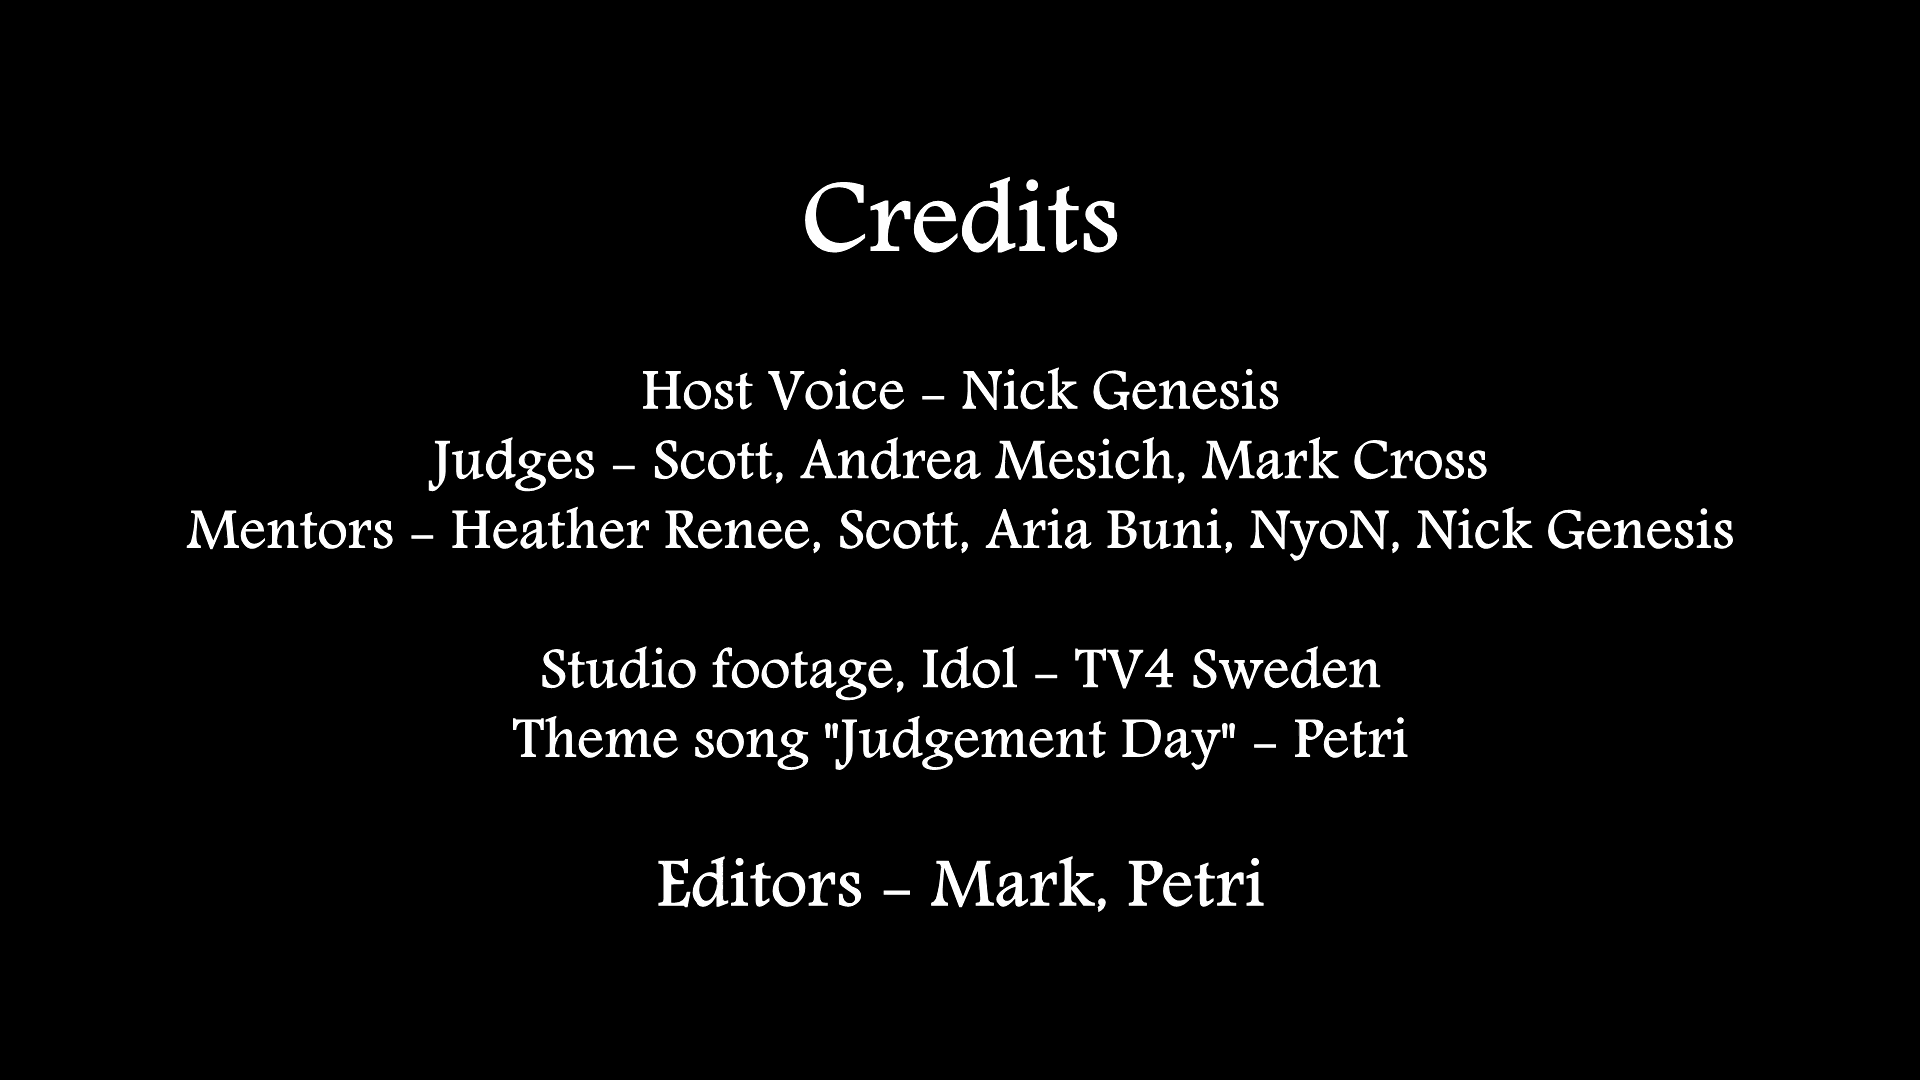 Credits
Host Voice – Nick Genesis
Judges – Scott, Andrea Mesich, Mark Cross
Mentors – Heather Renee, Scott, Aria Buni, NyoN, Nick Genesis
Studio footage, Idol – TV4 Sweden
Theme song "Judgement Day" – Petri
Editors – Mark, Petri